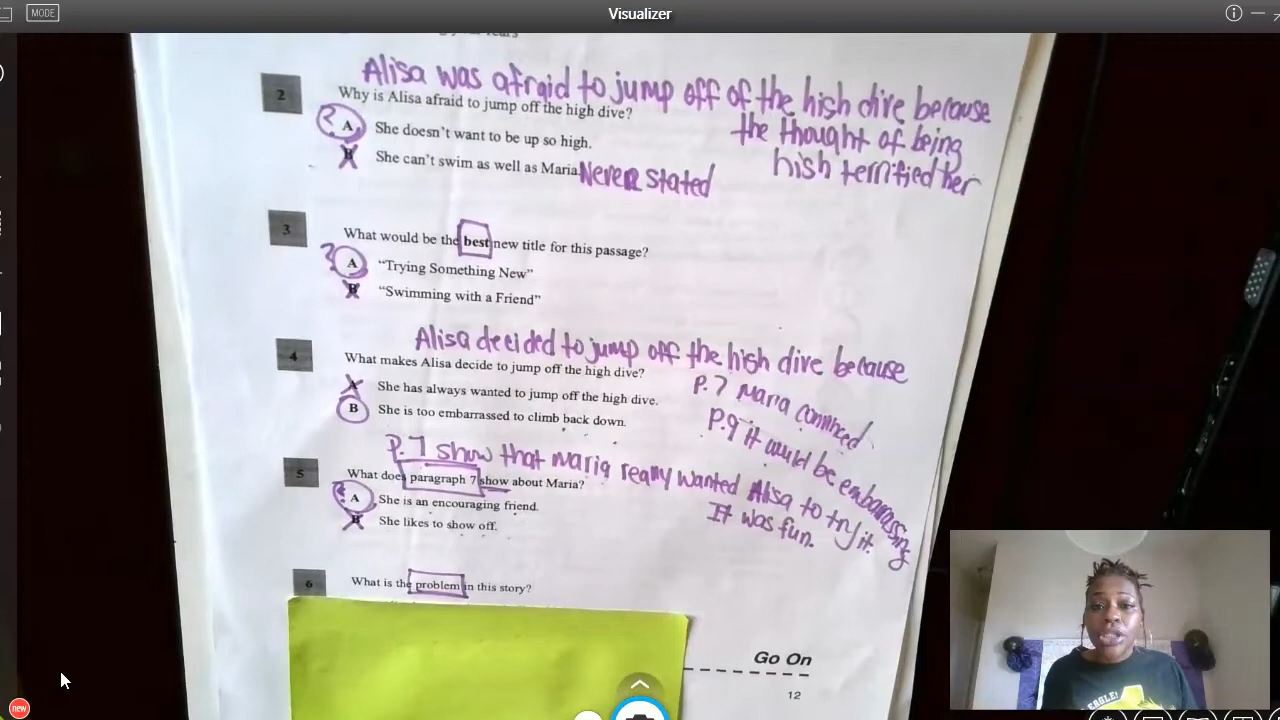 MODE
Visualizer
Alisa was afraid to jump off of the high dive because
the thought of being
high terrified her
2
Why is Alisa afraid to jump off the high dive?
? A She doesn't want to be up so high.
B She can't swim as well as Maria
Never stated
3
What would be the best new title for this passage?
? A "Trying Something New"
B "Swimming with a Friend"
Alisa decided to jump off the high dive because
4
What makes Alisa decide to jump off the high dive?
P.7 Maria convinced
She has always wanted to jump off the high dive.
P.9 it would be embarrassing
B She is too embarrassed to climb back down.
P.7 show that Maria really wanted Alisa to try it.
It was fun.
5
What does paragraph 7 show about Maria?
A She is an encouraging friend.
She likes to show off.
6
What is the problem in this story?
Go On
12
new
EAGLE!